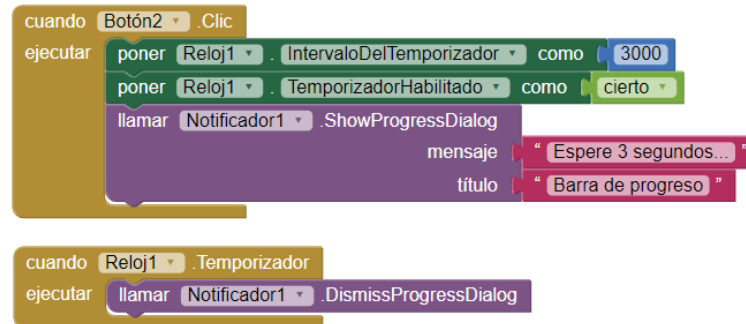 cuando Botón2 .Clic
ejecutar poner Reloj1 . IntervaloDelTemporizador como 3000
poner Reloj1 . TemporizadorHabilitado como cierto
llamar Notificador1 .ShowProgressDialog
mensaje " Espere 3 segundos... "
título " Barra de progreso "
cuando Reloj1 .Temporizador
ejecutar llamar Notificador1 .DismissProgressDialog